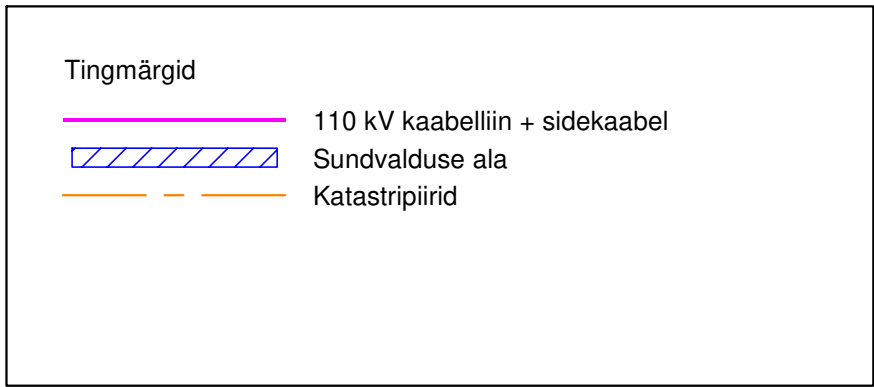 Tingmärgid
110 kV kaabelliin + sidekaabel
Sundvalduse ala
Katastripiirid